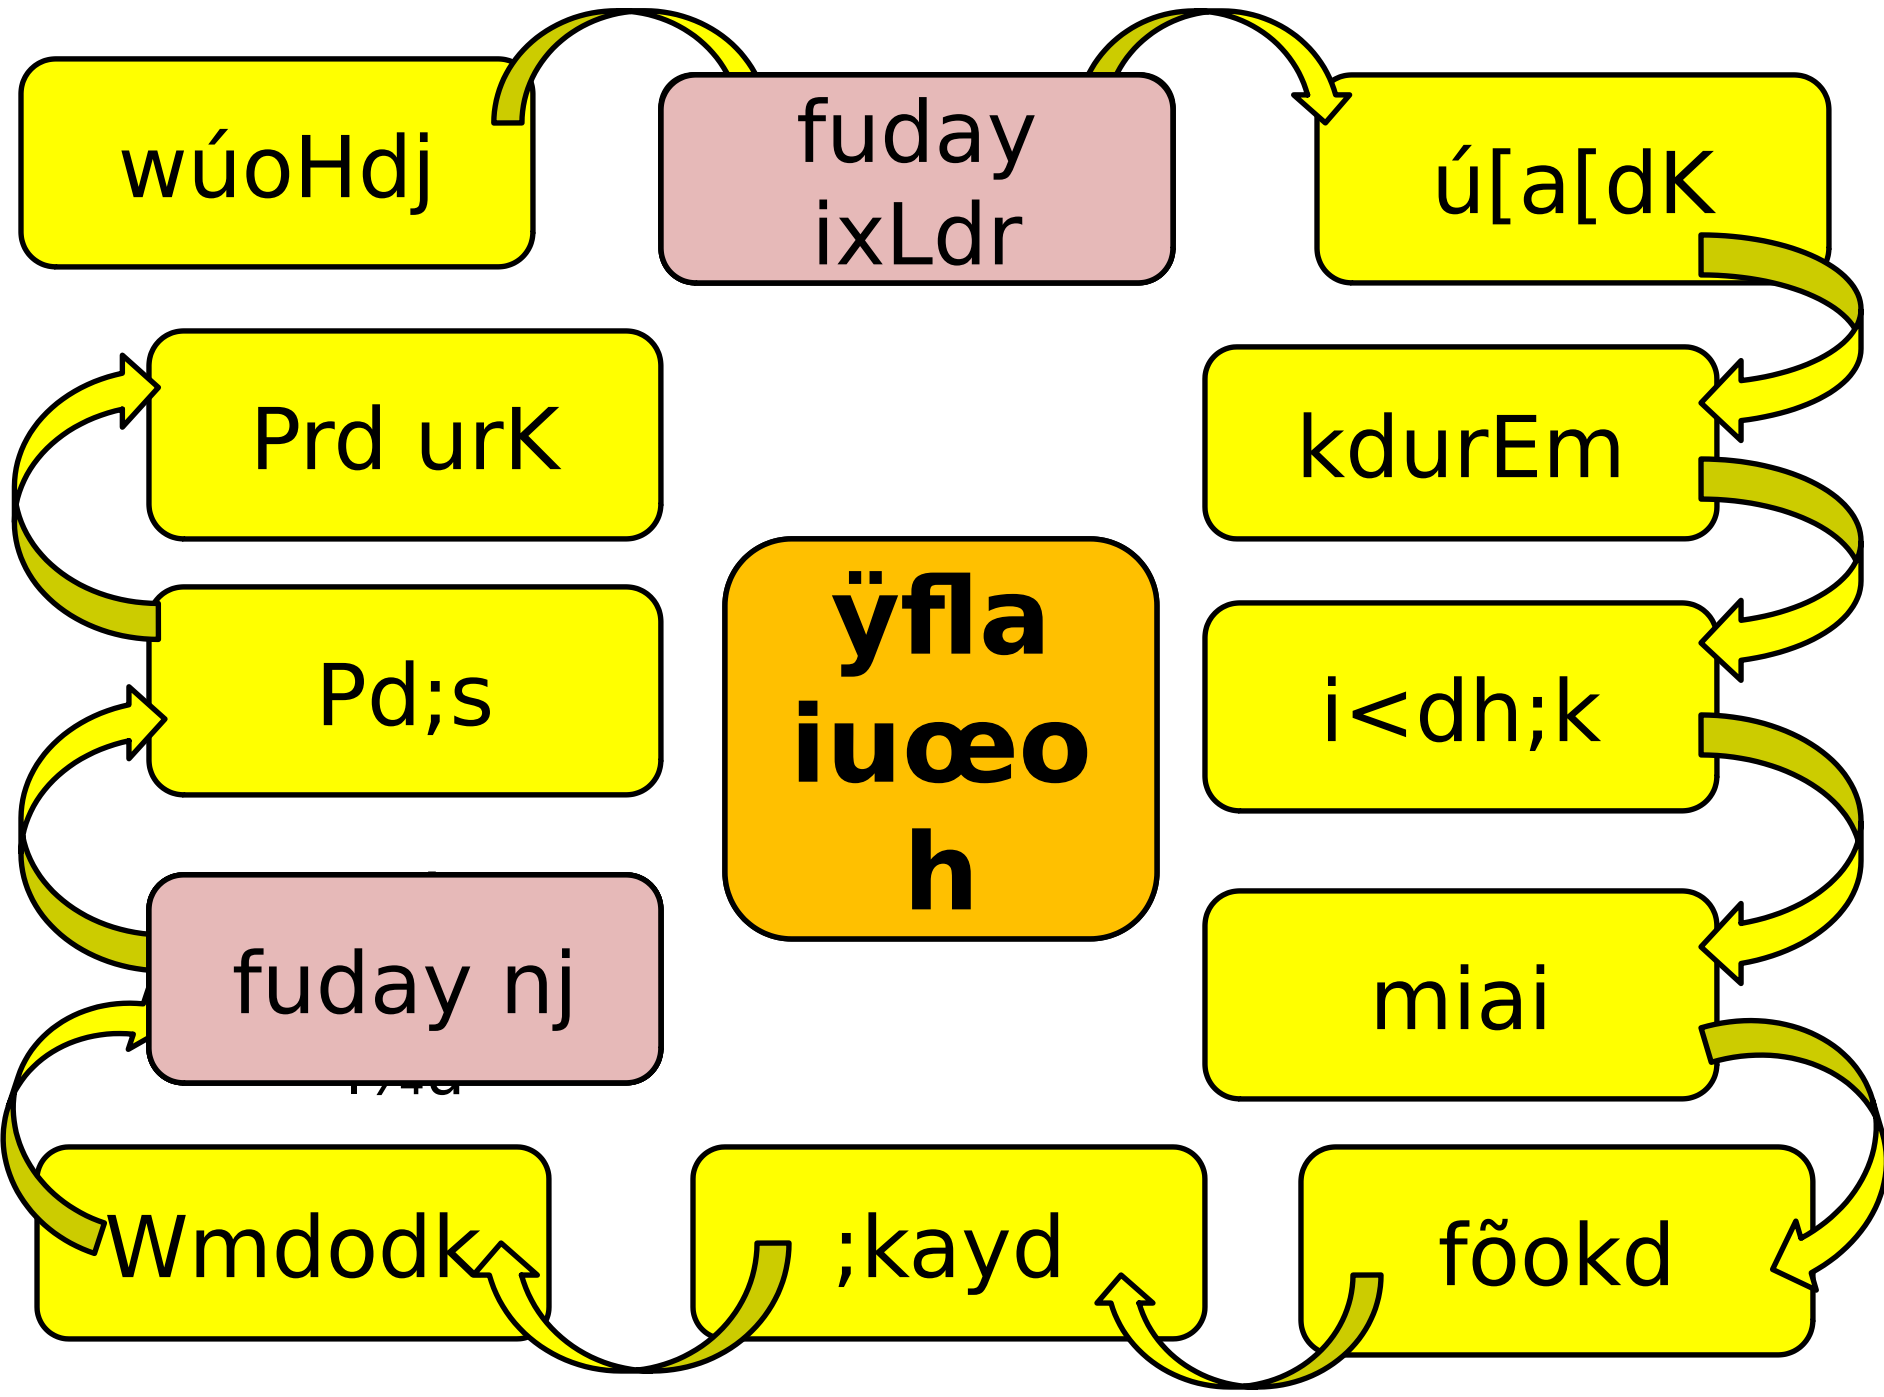 wúoHdj
fuday
ixLdr
ú[a[dK
Prd urK
kdurEm
ÿﬂa
iuœo
h
Pd;s
i<dh;k
fuday nj
miai
Wmdodk
;kayd
fõokd